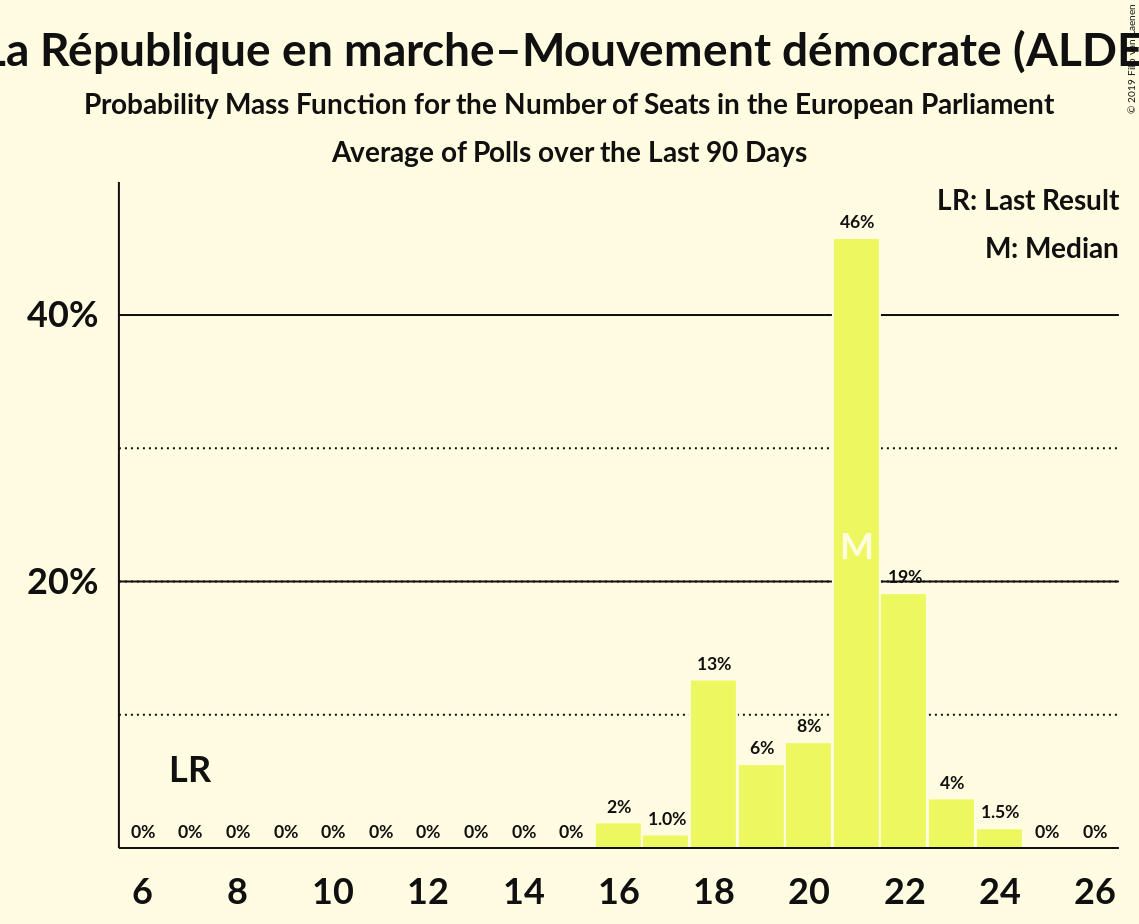 La République en marche–Mouvement démocrate (ALDE
Probability Mass Function for the Number of Seats in the European Parliament
Average of Polls over the Last 90 Days
© 2019
LR: Last Result
M: Median
40%
20%
46%
M
19%
13%
8%
6%
4%
2%
1.0%
1.5%
LR
0% 0% 0% 0% 0% 0% 0% 0% 0% 0% 0% 0%
6 8 10 12 14 16 18 20 22 24 26